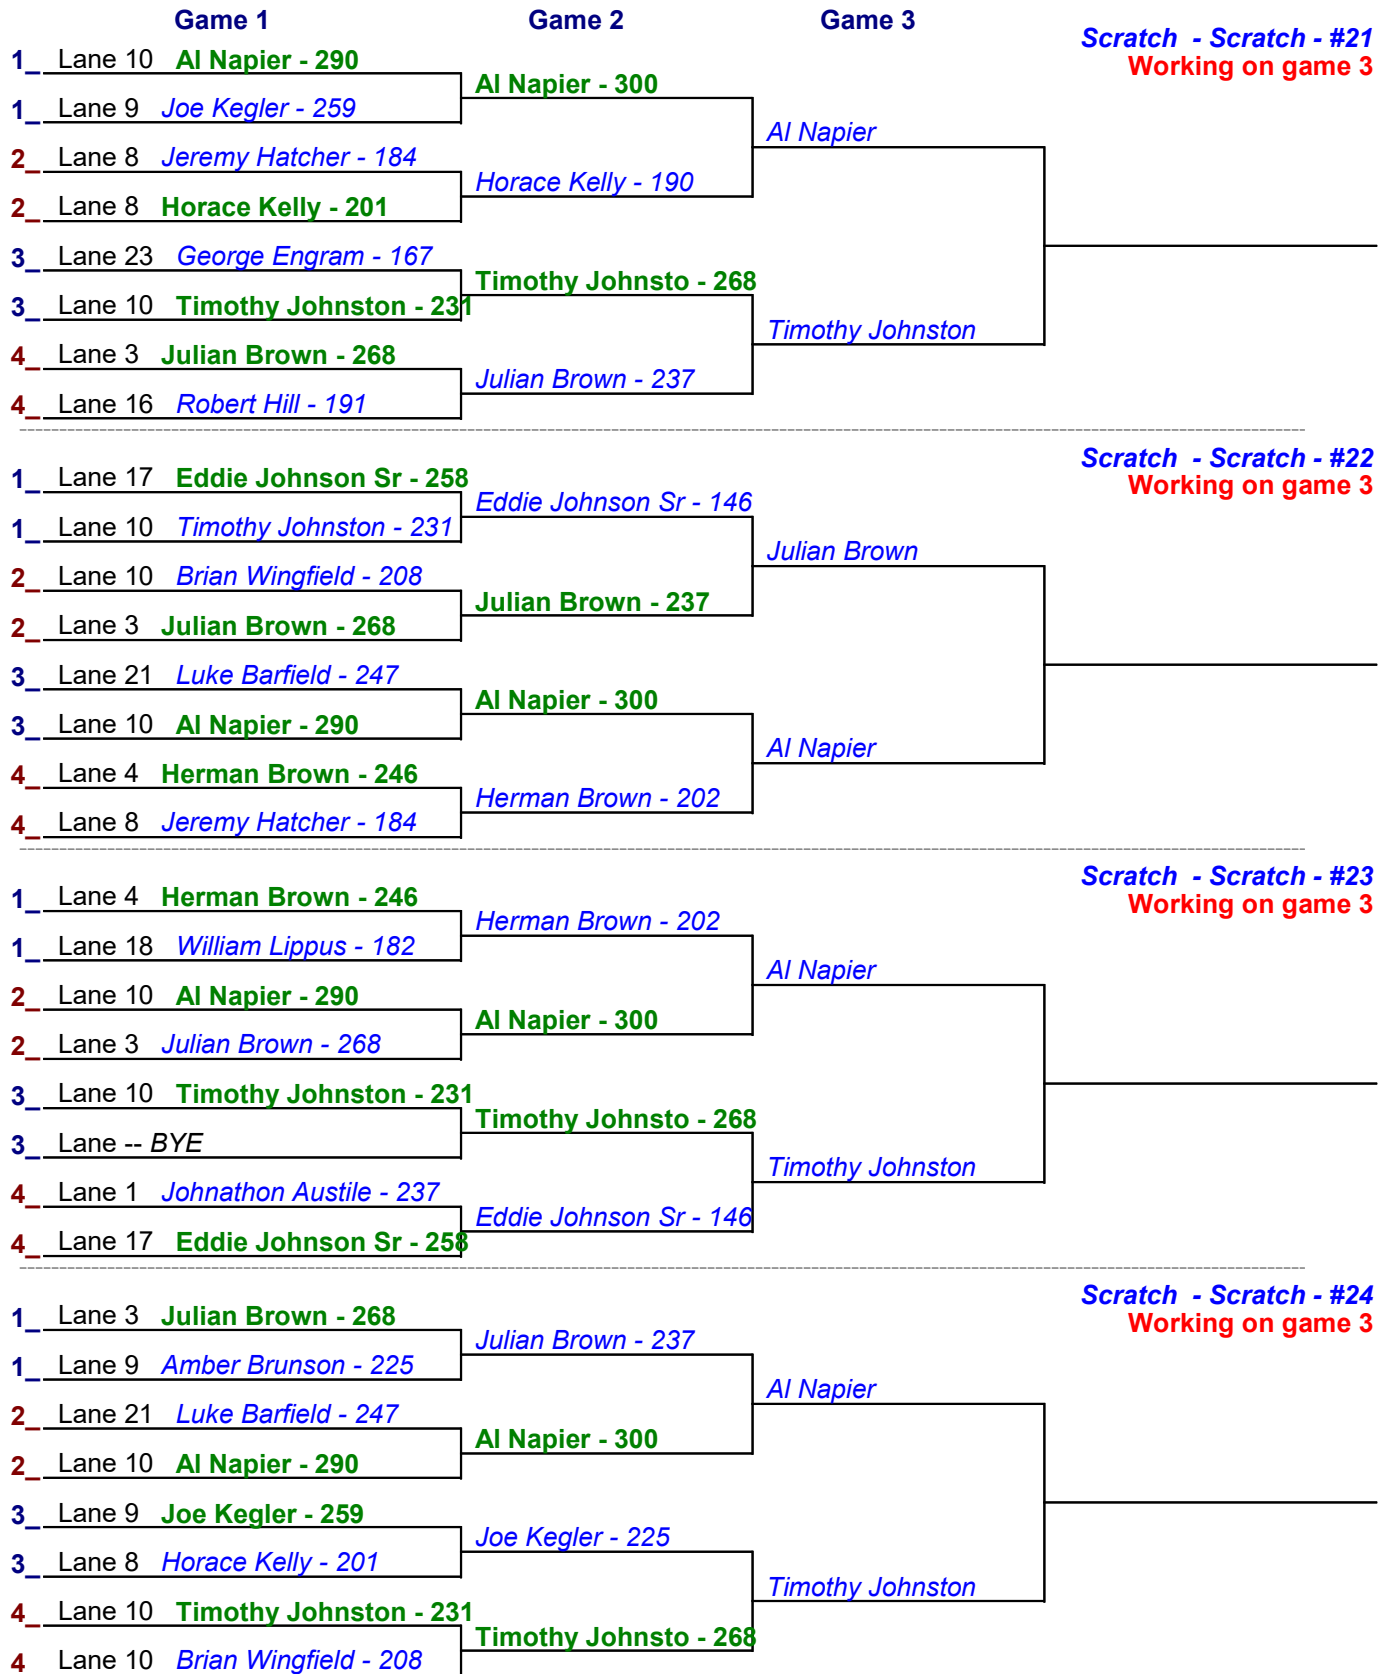 Game 1 Game 2 Game 3
Scratch - Scratch - #21
Working on game 3
1_ Lane 10 Al Napier - 290
Al Napier - 300
1_ Lane 9 Joe Kegler - 259
Al Napier
2_ Lane 8 Jeremy Hatcher - 184
Horace Kelly - 190
2_ Lane 8 Horace Kelly - 201
3_ Lane 23 George Engram - 167
Timothy Johnsto - 268
3_ Lane 10 Timothy Johnston - 231
Timothy Johnston
4_ Lane 3 Julian Brown - 268
Julian Brown - 237
4_ Lane 16 Robert Hill - 191
Scratch - Scratch - #22
Working on game 3
1_ Lane 17 Eddie Johnson Sr - 258
Eddie Johnson Sr - 146
1_ Lane 10 Timothy Johnston - 231
Julian Brown
2_ Lane 10 Brian Wingfield - 208
Julian Brown - 237
2_ Lane 3 Julian Brown - 268
3_ Lane 21 Luke Barfield - 247
Al Napier - 300
3_ Lane 10 Al Napier - 290
Al Napier
4_ Lane 4 Herman Brown - 246
Herman Brown - 202
4_ Lane 8 Jeremy Hatcher - 184
Scratch - Scratch - #23
Working on game 3
1_ Lane 4 Herman Brown - 246
Herman Brown - 202
1_ Lane 18 William Lippus - 182
Al Napier
2_ Lane 10 Al Napier - 290
Al Napier - 300
2_ Lane 3 Julian Brown - 268
3_ Lane 10 Timothy Johnston - 231
Timothy Johnsto - 268
3_ Lane -- BYE
Timothy Johnston
4_ Lane 1 Johnathon Austile - 237
Eddie Johnson Sr - 146
4_ Lane 17 Eddie Johnson Sr - 258
Scratch - Scratch - #24
Working on game 3
1_ Lane 3 Julian Brown - 268
Julian Brown - 237
1_ Lane 9 Amber Brunson - 225
Al Napier
2_ Lane 21 Luke Barfield - 247
Al Napier - 300
2_ Lane 10 Al Napier - 290
3_ Lane 9 Joe Kegler - 259
Joe Kegler - 225
3_ Lane 8 Horace Kelly - 201
Timothy Johnston
4_ Lane 10 Timothy Johnston - 231
Timothy Johnsto - 268
4 Lane 10 Brian Wingfield - 208